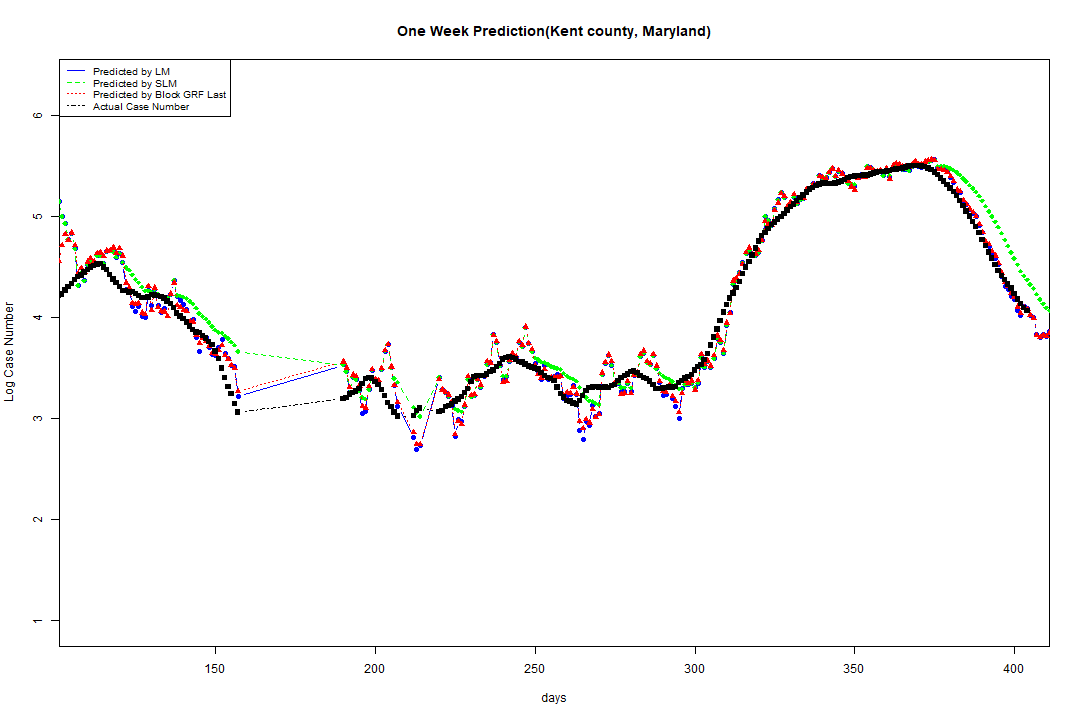 One Week Prediction(Kent county, Maryland)
Predicted by LM
Predicted by SLM
Predicted by Block GRF Last
Actual Case Number
6
5
4
3
2
1
Log Case Number
150 200 250 300 350 400
days